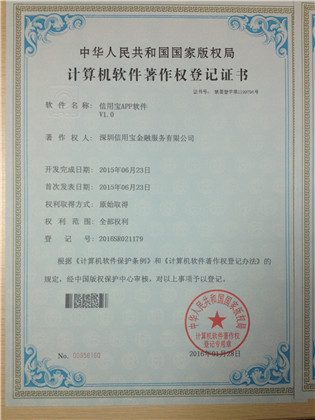 中华人民共和国国家版权局
计算机软件著作权登记证书
证书号： 软著登字第1199796号
软件名称： 信用宝APP软件
V1.0
著作权人： 深圳信用宝金融服务有限公司
开发完成日期： 2015年06月23日
首次发表日期： 2015年06月23日
权利取得方式： 原始取得
权利范围： 全部权利
登记号： 2016SR021179
根据《计算机软件保护条例》和《计算机软件著作权登记办法》的
规定，经中国版权保护中心审核，对以上事项予以登记。
中华人民共和国国家版权局
计算机软件著作权
登记专用章
No.
2016年01月28日